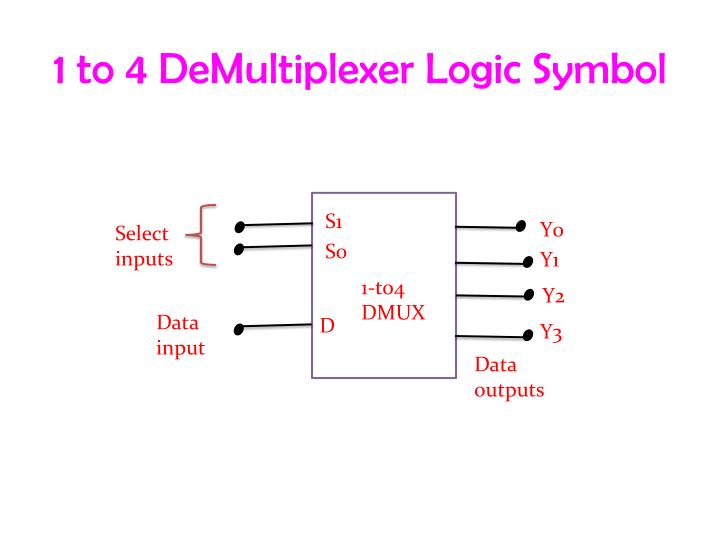 1 to 4 DeMultiplexer Logic Symbol
Select
inputs
S1
S0
Data
input
D
1-to4
DMUX
Y0
Y1
Y2
Y3
Data
outputs